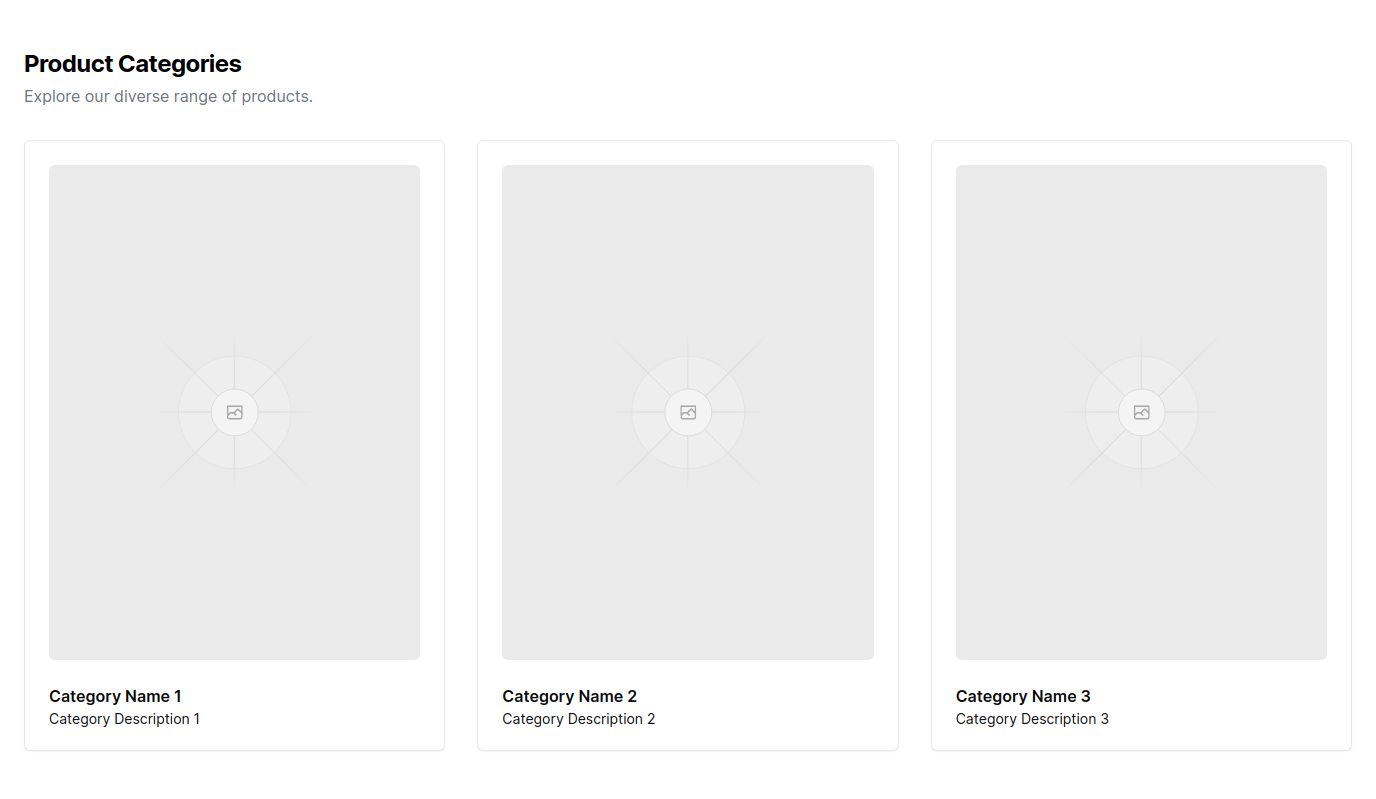 Product Categories
Explore our diverse range of products.
Category Name 1
Category Description 1
Category Name 2
Category Description 2
Category Name 3
Category Description 3